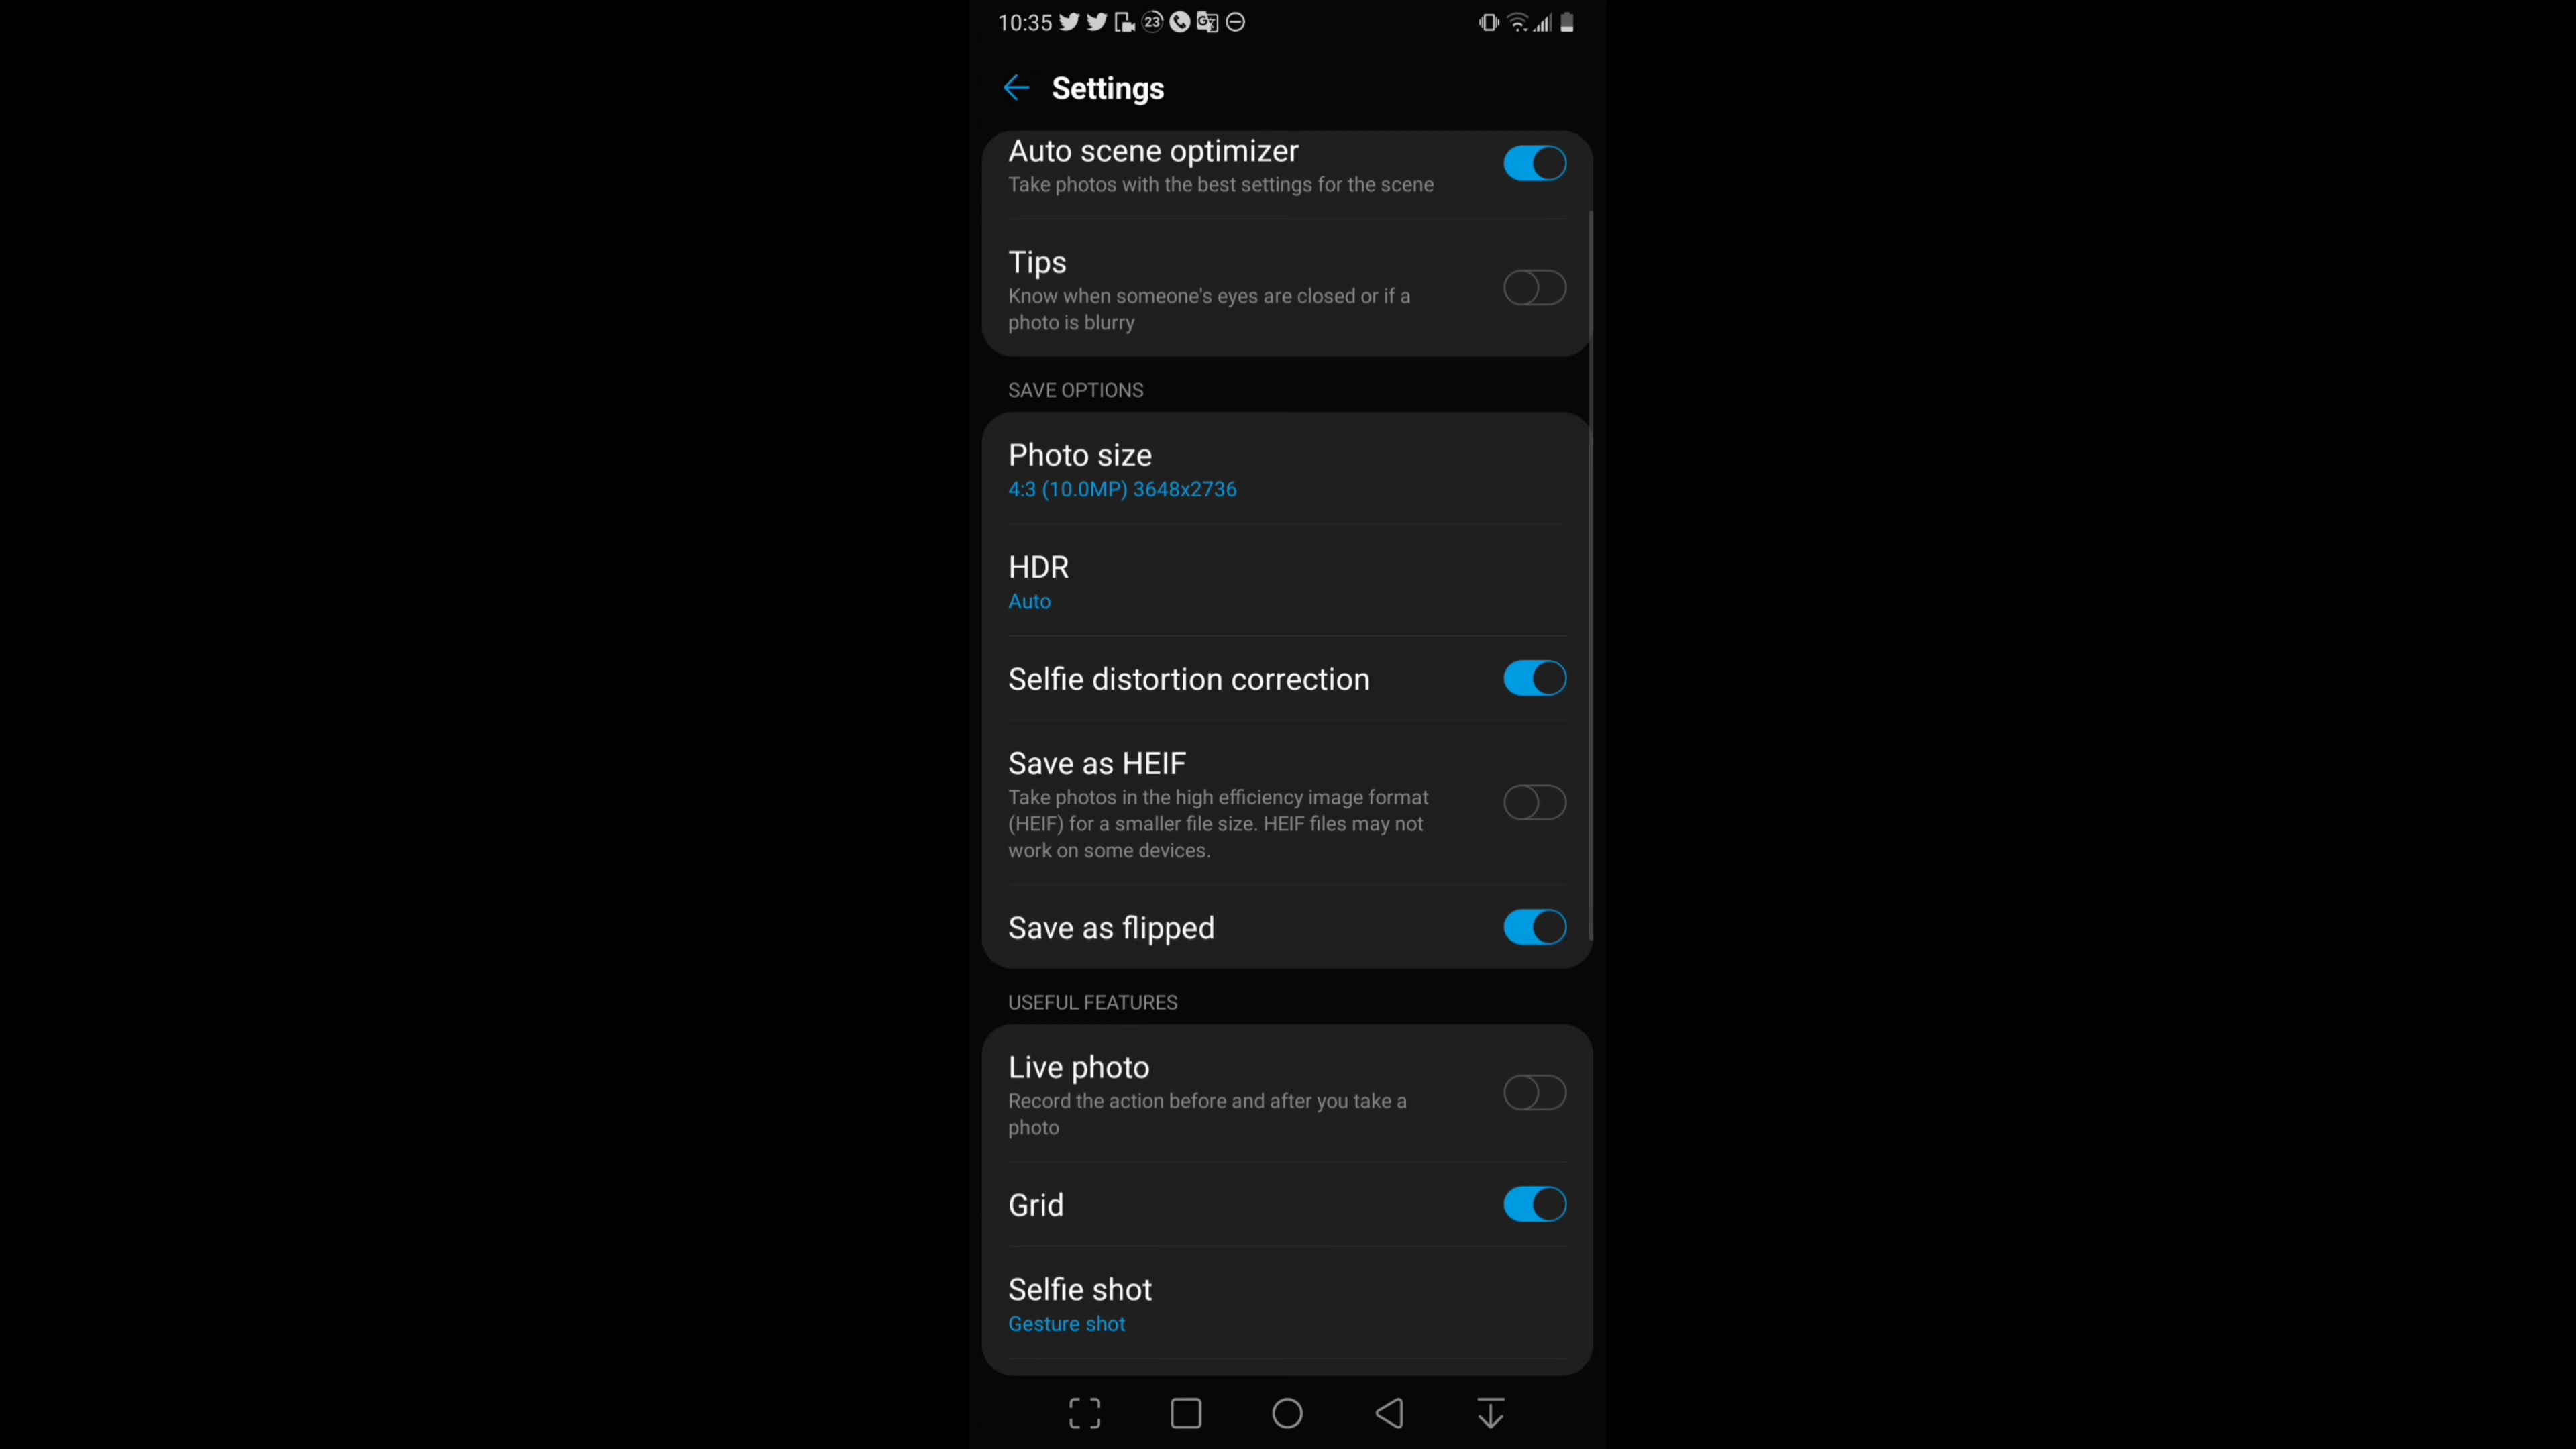 10:35 23
Settings
Auto scene optimizer
Take photos with the best settings for the scene
Tips
Know when someone's eyes are closed or if a
photo is blurry
SAVE OPTIONS
Photo size
4:3 (10.0MP) 3648x2736
HDR
Auto
Selfie distortion correction
Save as HEIF
Take photos in the high efficiency image format
(HEIF) for a smaller file size. HEIF files may not
work on some devices.
Save as flipped
USEFUL FEATURES
Live photo
Record the action before and after you take a
photo
Grid
Selfie shot
Gesture shot